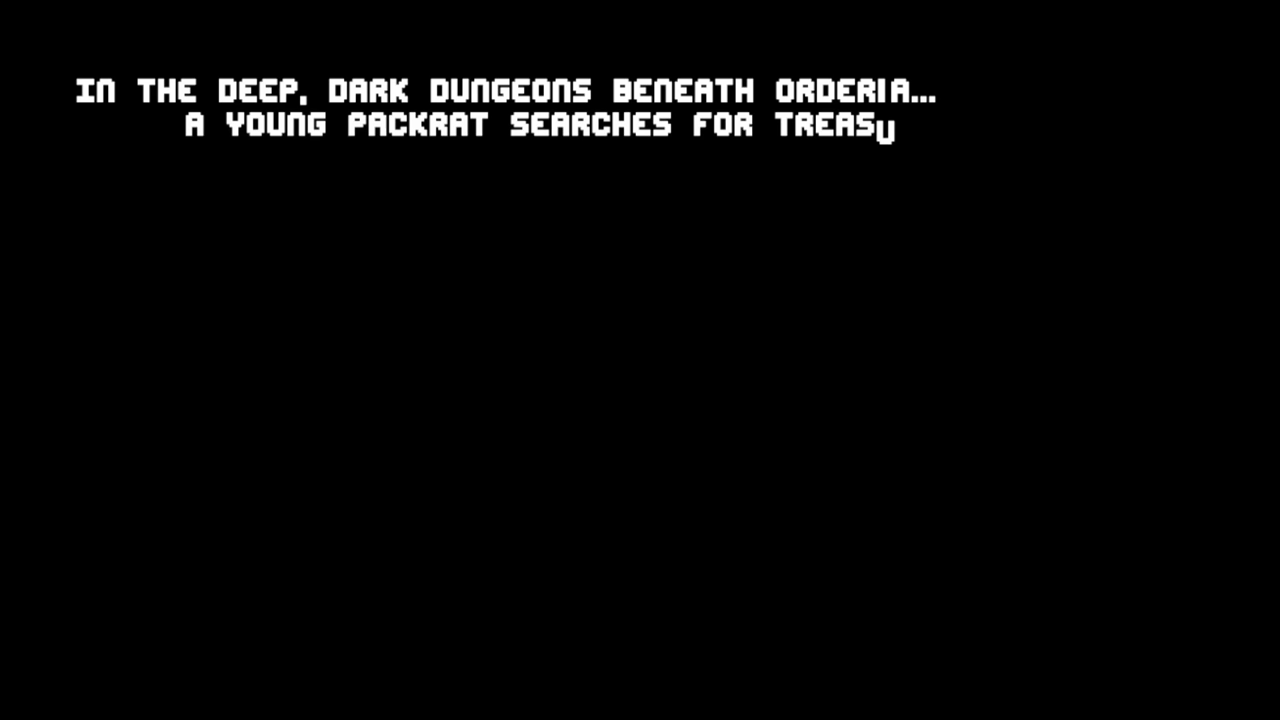 IN THE DEEP, DARK DUNGEONS BENEATH ORDERIA...
A YOUNG PACKRAT SEARCHES FOR TREASU